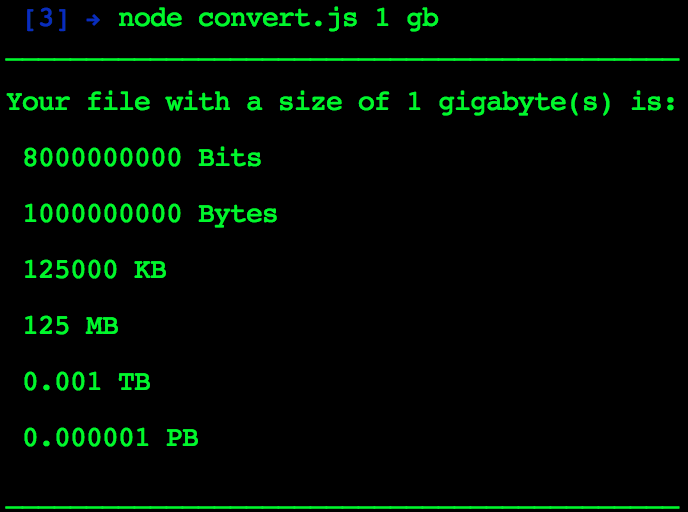 [3] → node convert.js 1 gb
Your file with a size of 1 gigabyte(s) is:
8000000000 Bits
1000000000 Bytes
125000 KB
125 MB
0.001 TB
0.000001 PB